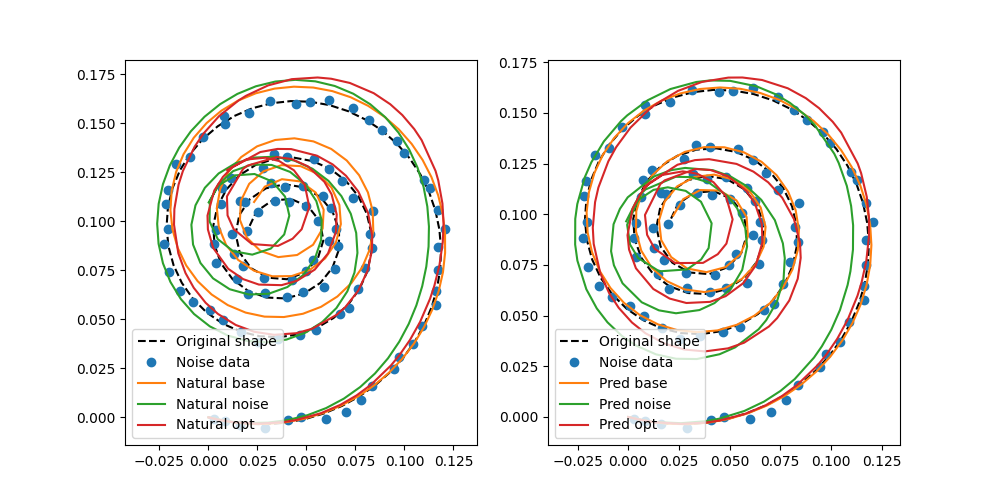 0.175
0.150
0.125
0.100
0.075
0.050
0.025
0.000
−0.025 0.000 0.025 0.050 0.075 0.100 0.125
Original shape
Noise data
Natural base
Natural noise
Natural opt
0.175
0.150
0.125
0.100
0.075
0.050
0.025
0.000
−0.025 0.000 0.025 0.050 0.075 0.100 0.125
Original shape
Noise data
Pred base
Pred noise
Pred opt